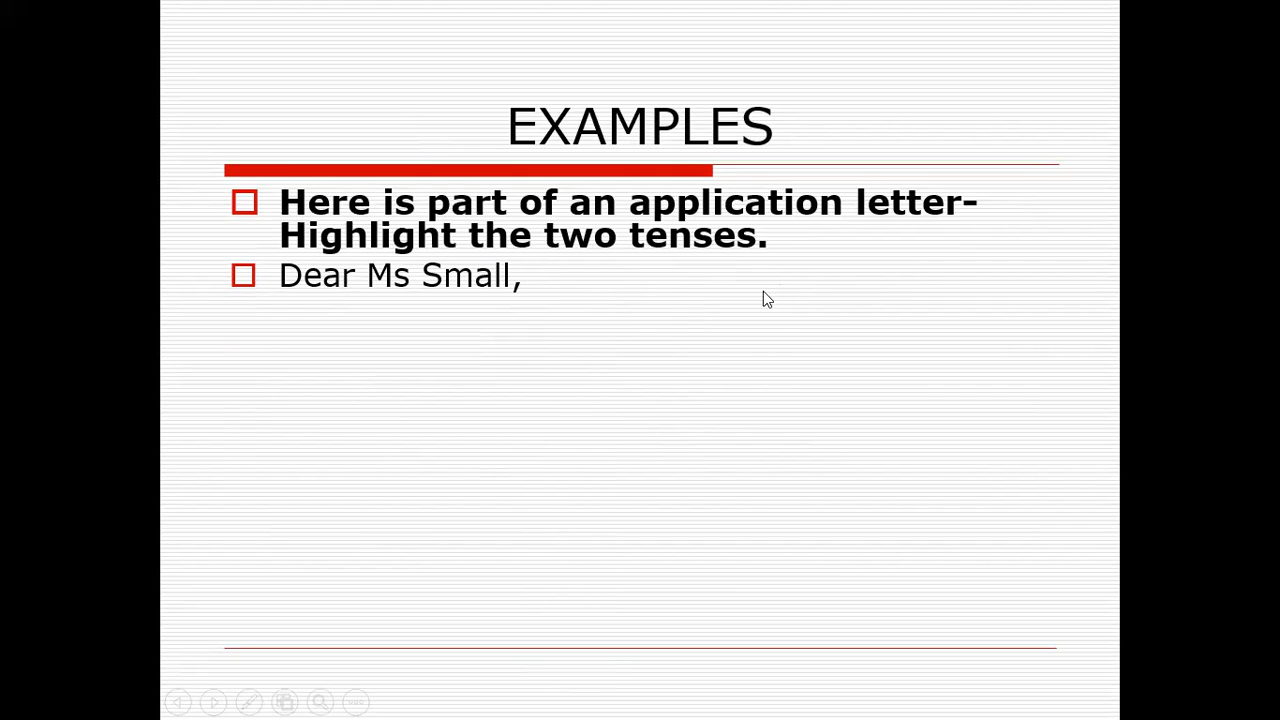 EXAMPLES
Here is part of an application letter-
Highlight the two tenses.
Dear Ms Small,